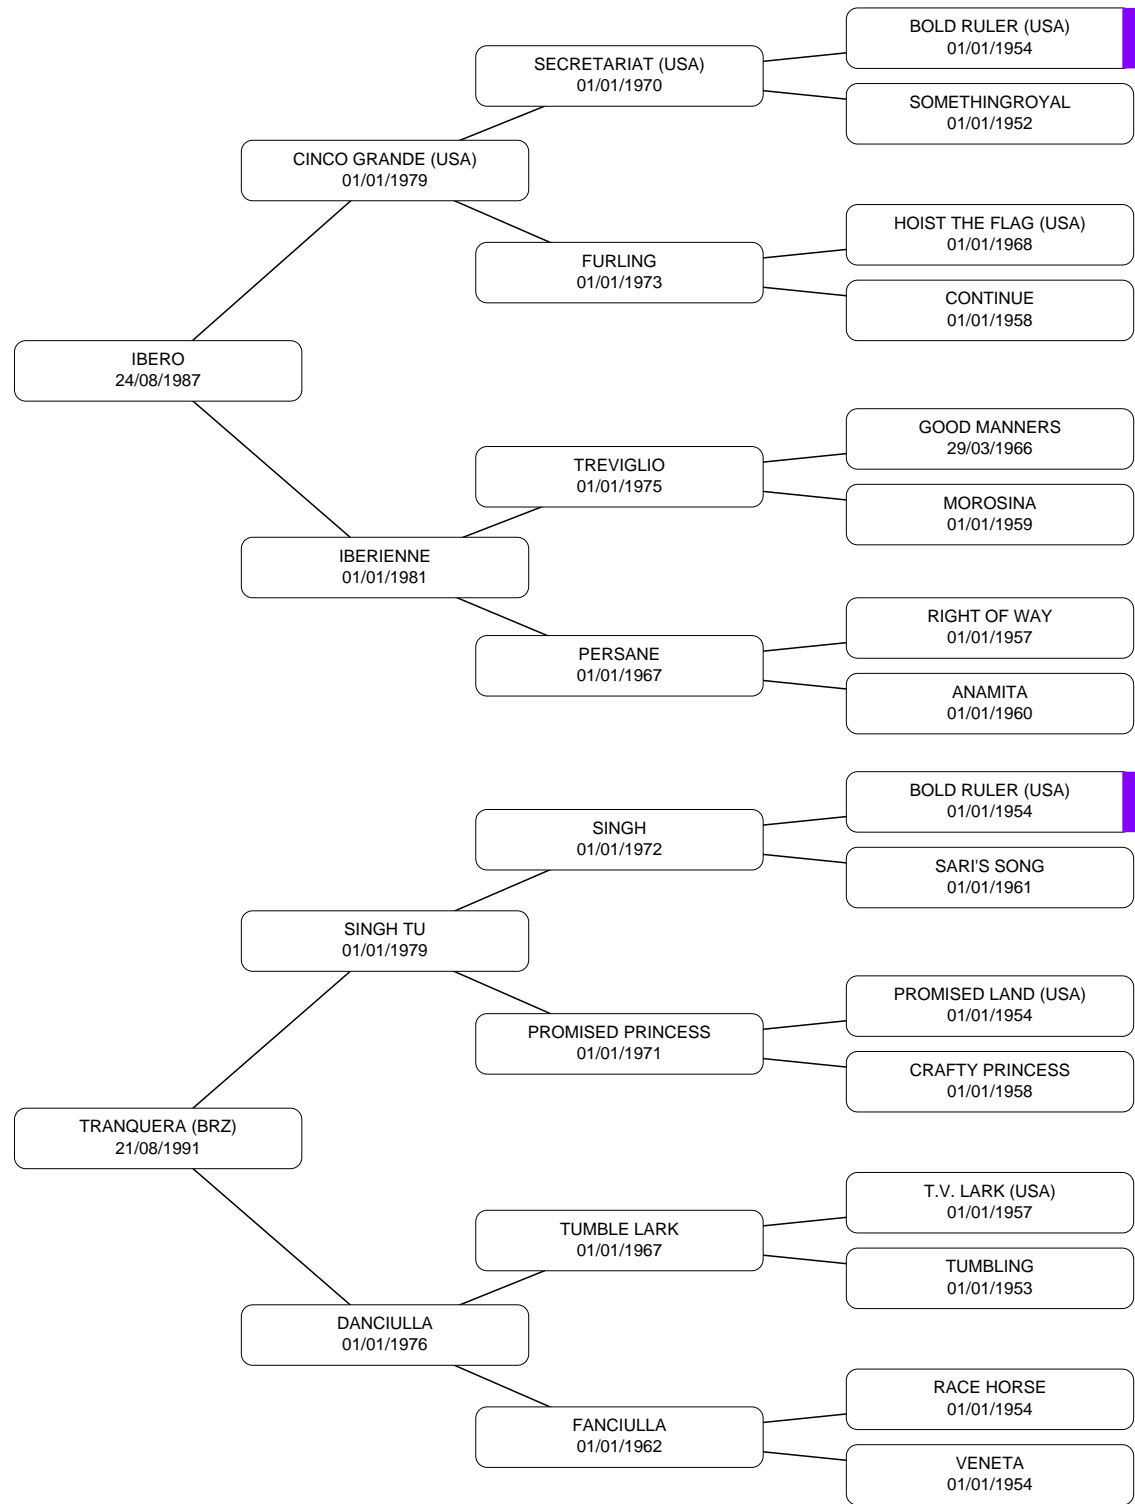 BOLD RULER (USA)
01/01/1954
SECRETARIAT (USA)
01/01/1970
SOMETHINGROYAL
01/01/1952
CINCO GRANDE (USA)
01/01/1979
HOIST THE FLAG (USA)
01/01/1968
FURLING
01/01/1973
CONTINUE
01/01/1958
IBERO
24/08/1987
GOOD MANNERS
29/03/1966
TREVIGLIO
01/01/1975
MOROSINA
01/01/1959
IBERIENNE
01/01/1981
RIGHT OF WAY
01/01/1957
PERSANE
01/01/1967
ANAMITA
01/01/1960
BOLD RULER (USA)
01/01/1954
SINGH
01/01/1972
SARI'S SONG
01/01/1961
SINGH TU
01/01/1979
PROMISED LAND (USA)
01/01/1954
PROMISED PRINCESS
01/01/1971
CRAFTY PRINCESS
01/01/1958
TRANQUERA (BRZ)
21/08/1991
T.V. LARK (USA)
01/01/1957
TUMBLE LARK
01/01/1967
TUMBLING
01/01/1953
DANCIULLA
01/01/1976
RACE HORSE
01/01/1954
FANCIULLA
01/01/1962
VENETA
01/01/1954